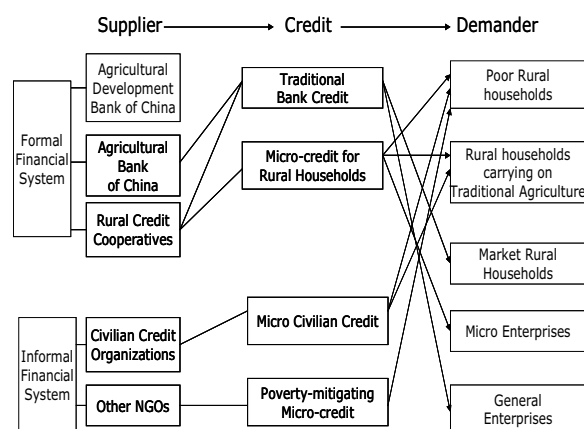 Supplier
Credit
Demander
Formal
Financial
System
Agricultural
Development
Bank of China
Agricultural
Bank
of China
Rural Credit
Cooperatives
Traditional
Bank Credit
Micro-credit for
Rural Households
Poor Rural
households
Rural households
carrying on
Traditional Agriculture
Market Rural
Households
Micro Enterprises
General
Enterprises
Informal
Financial
System
Civilian Credit
Organizations
Other NGOs
Micro Civilian Credit
Poverty-mitigating
Micro-credit